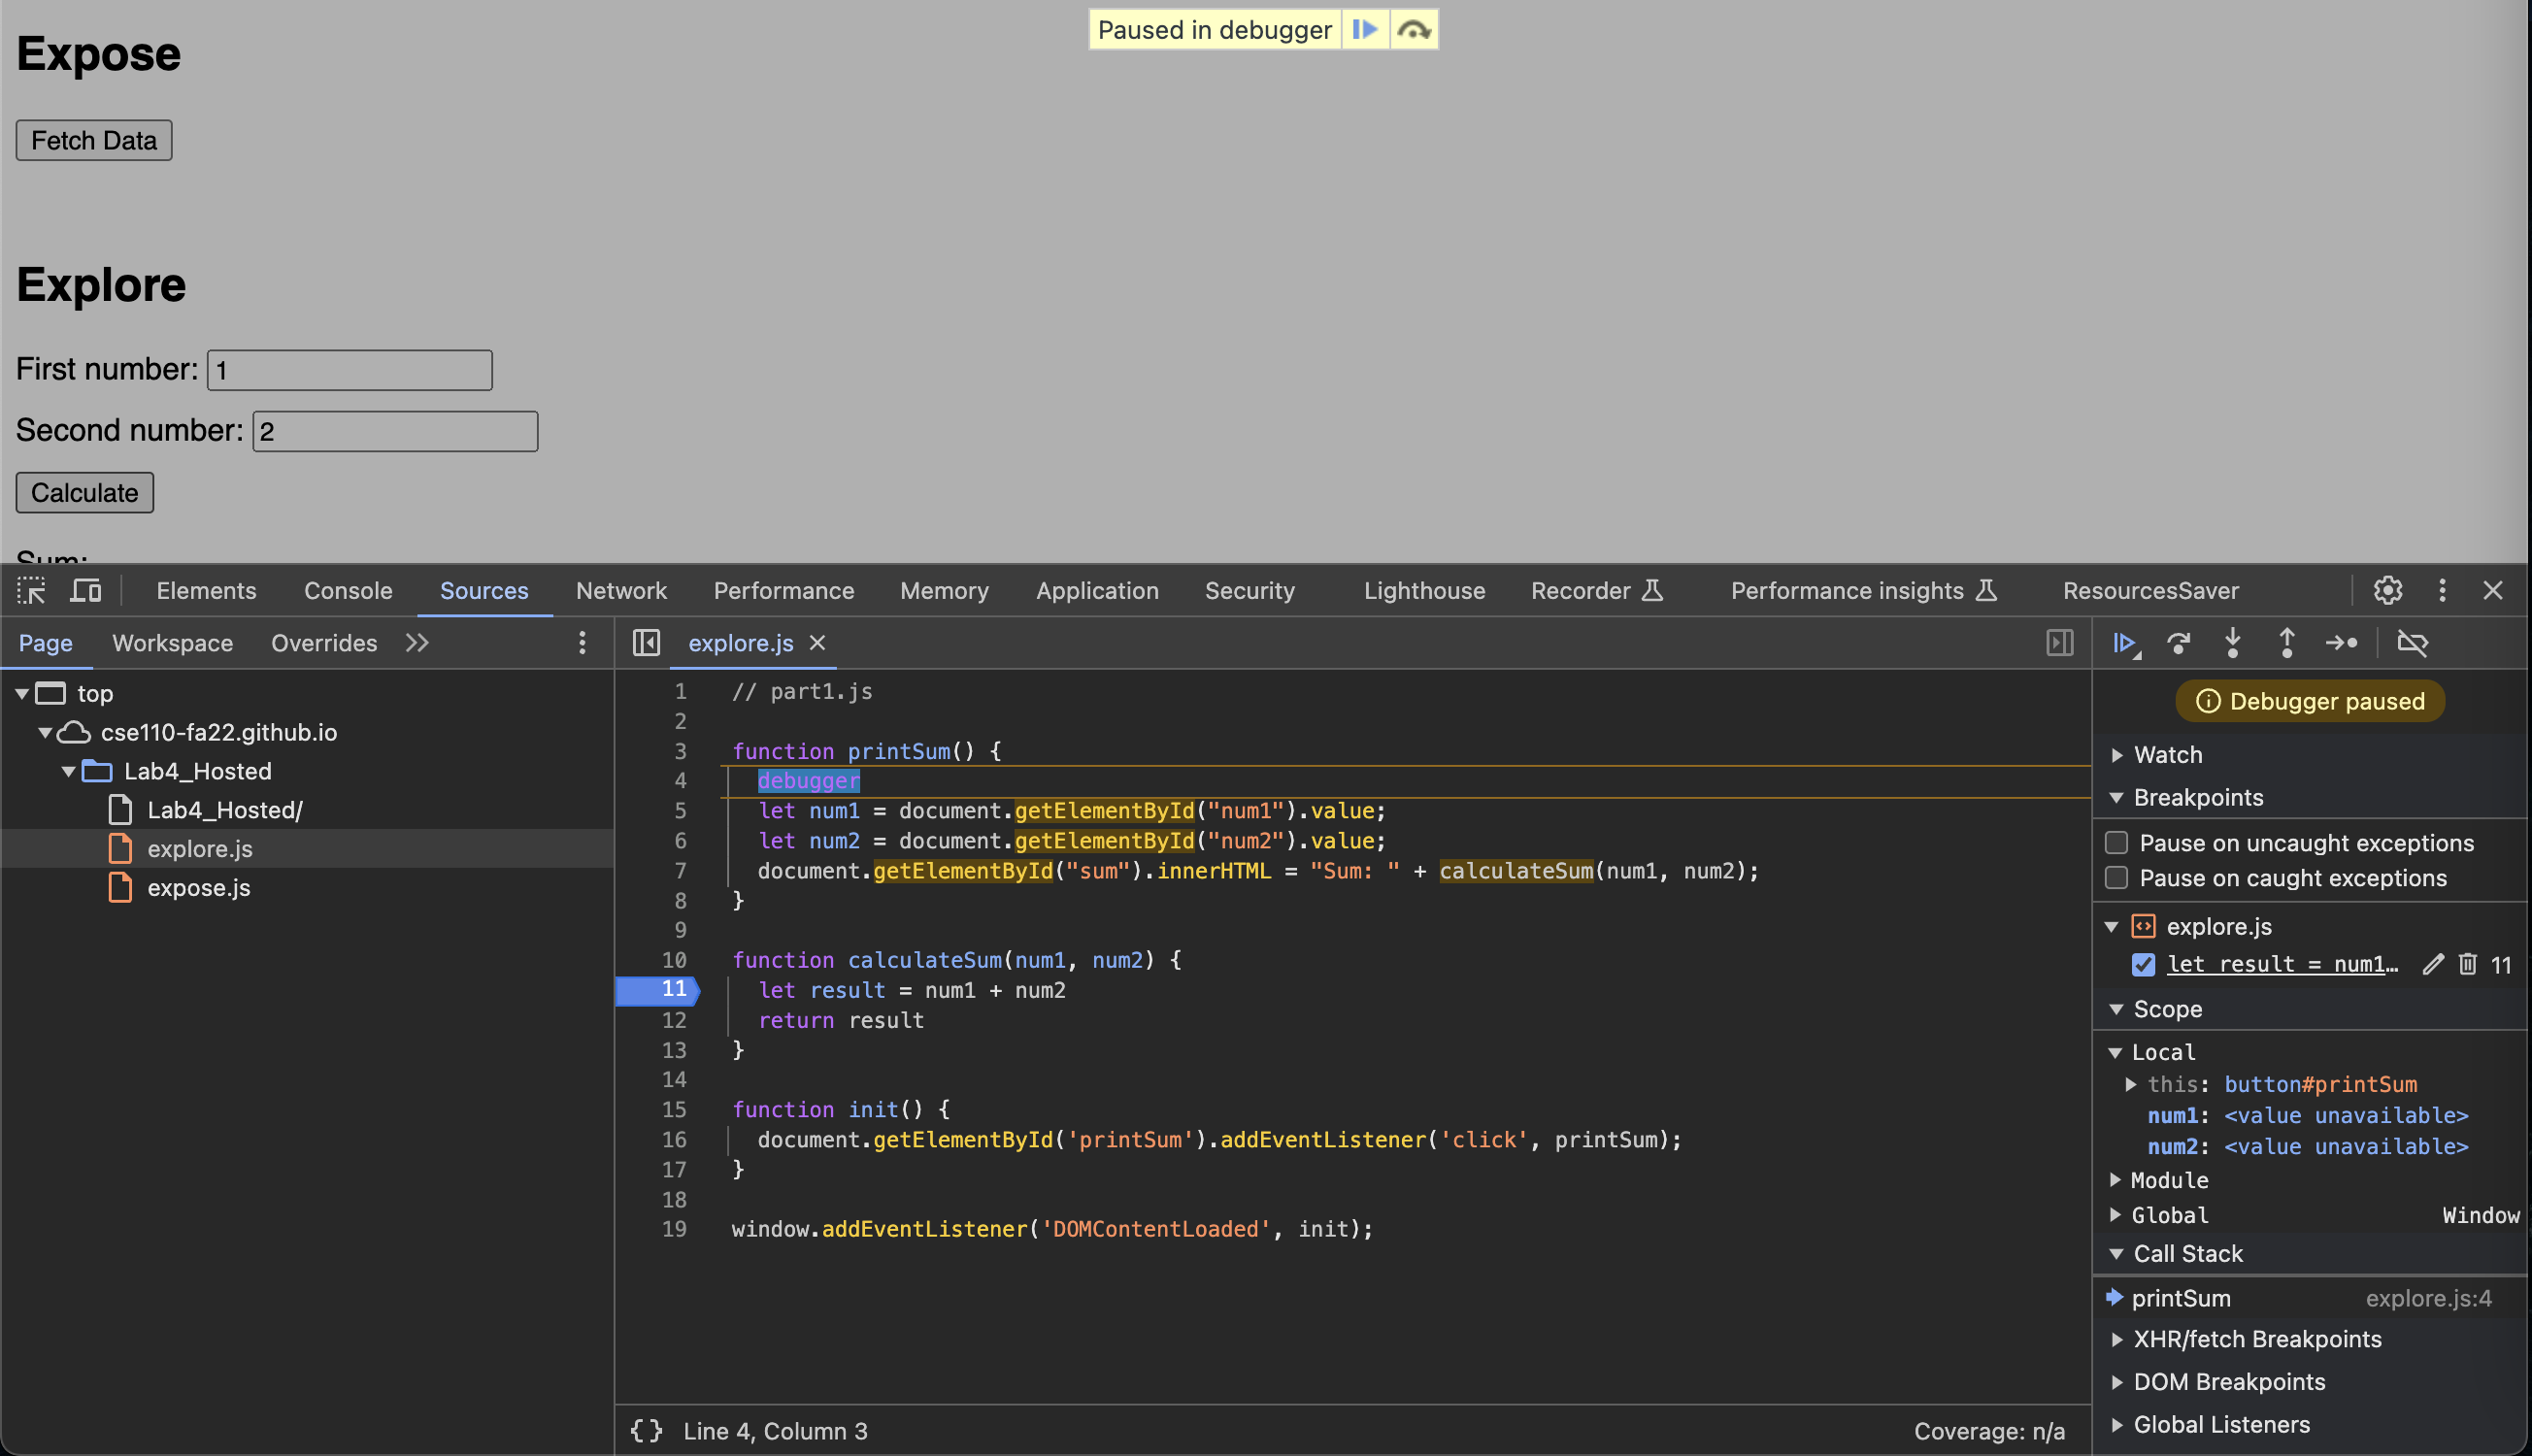 Paused in debugger
Expose
Fetch Data
Explore
First number: 1
Second number: 2
Calculate
Sum:
Elements Console Sources Network Performance Memory Application Security Lighthouse Recorder Performance insights ResourcesSaver
Page Workspace Overrides
top
cse110-fa22.github.io
Lab4_Hosted
Lab4_Hosted/
explore.js
expose.js
explore.js
1 // part1.js
2
3 function printSum() {
4 debugger
5 let num1 = document.getElementById("num1").value;
6 let num2 = document.getElementById("num2").value;
7 document.getElementById("sum").innerHTML = "Sum: " + calculateSum(num1, num2);
8 }
9
10 function calculateSum(num1, num2) {
11 let result = num1 + num2
12 return result
13 }
14
15 function init() {
16 document.getElementById('printSum').addEventListener('click', printSum);
17 }
18
19 window.addEventListener('DOMContentLoaded', init);
{} Line 4, Column 3
Coverage: n/a
Debugger paused
Watch
Breakpoints
Pause on uncaught exceptions
Pause on caught exceptions
explore.js
let result = num1… 11
Scope
Local
this: button#printSum
num1: <value unavailable>
num2: <value unavailable>
Module
Global Window
Call Stack
printSum explore.js:4
XHR/fetch Breakpoints
DOM Breakpoints
Global Listeners